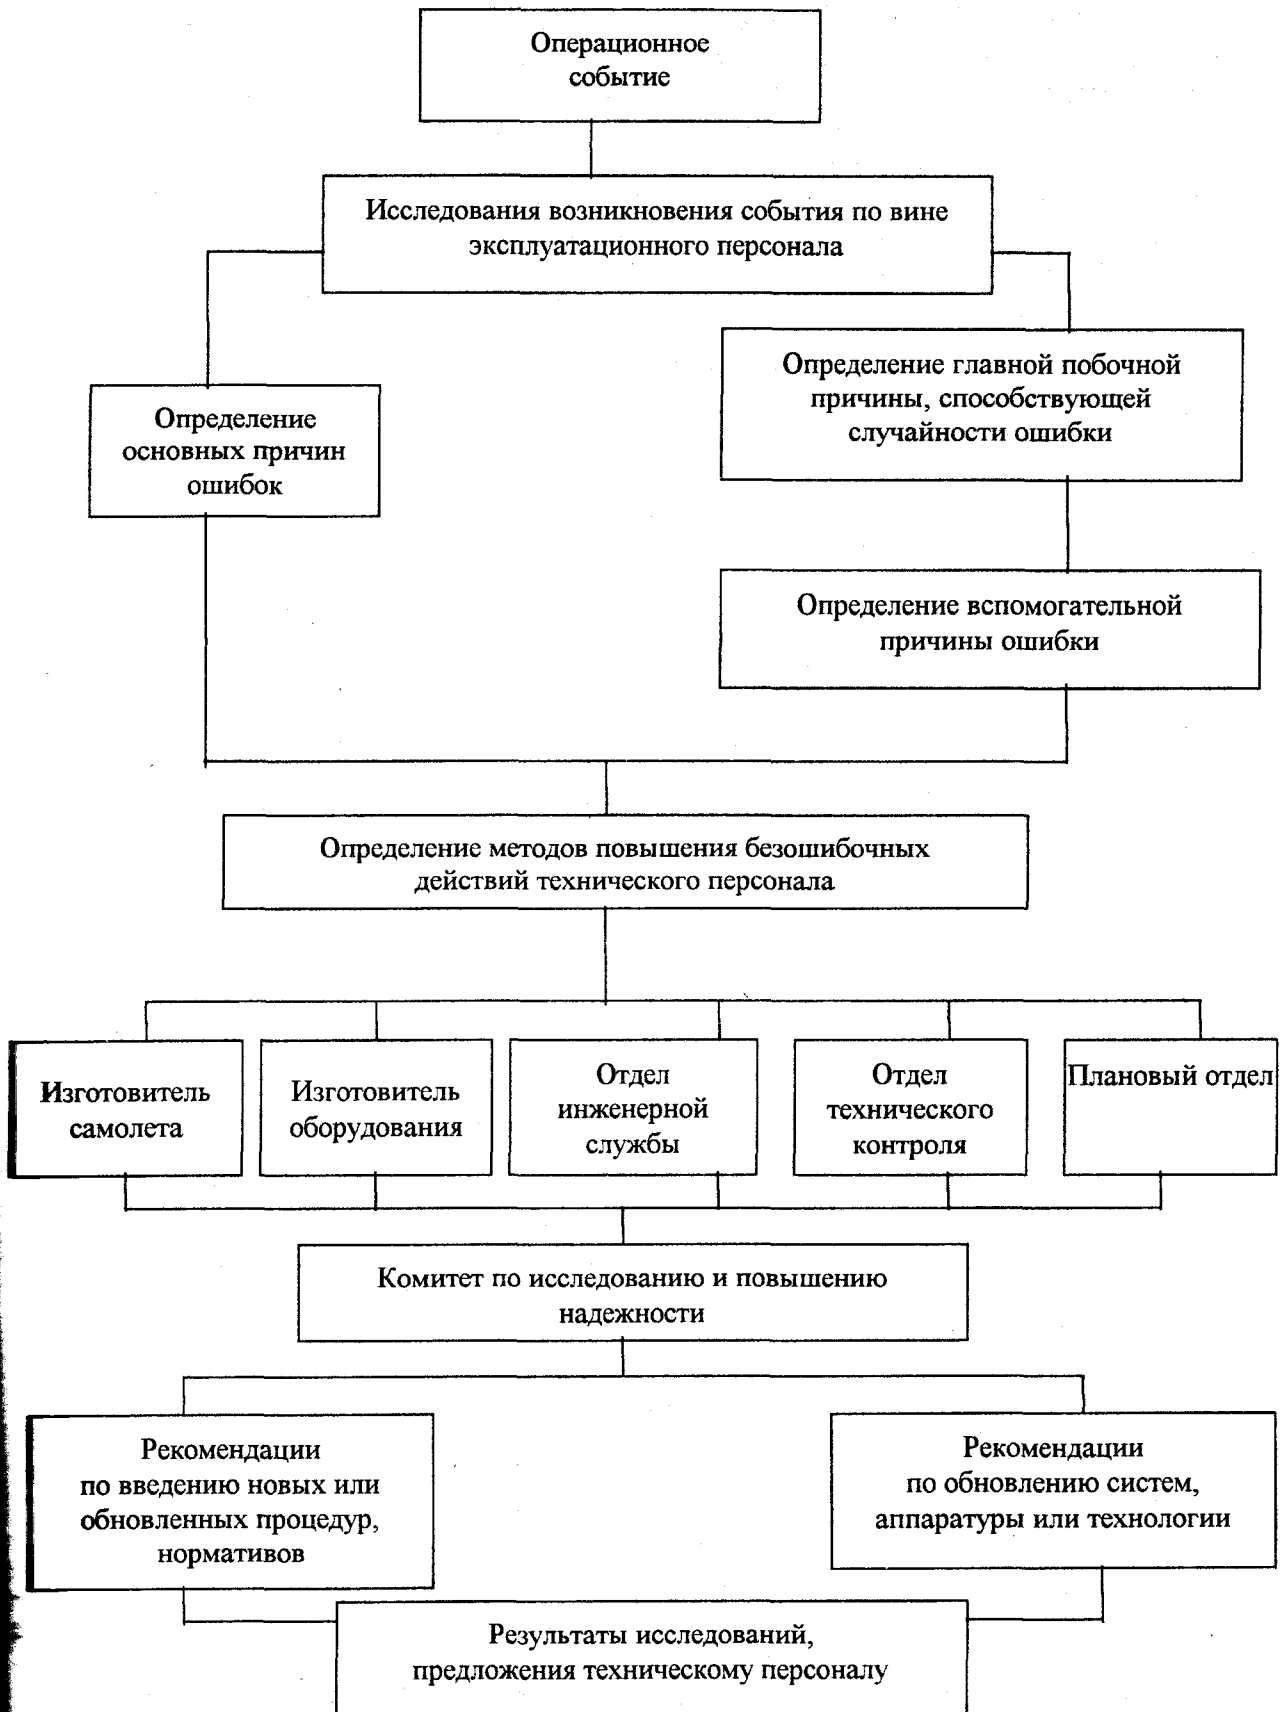 Операционное
событие
Исследования возникновения события по вине
эксплуатационного персонала
Определение главной побочной
причины, способствующей
случайности ошибки
Определение
основных причин
ошибок
Определение вспомогательной
причины ошибки
Определение методов повышения безошибочных
действий технического персонала
Изготовитель
самолета
Изготовитель
оборудования
Отдел
инженерной
службы
Отдел
технического
контроля
Плановый отдел
Комитет по исследованию и повышению
надежности
Рекомендации
по введению новых или
обновленных процедур,
нормативов
Рекомендации
по обновлению систем,
аппаратуры или технологии
Результаты исследований,
предложения техническому персоналу